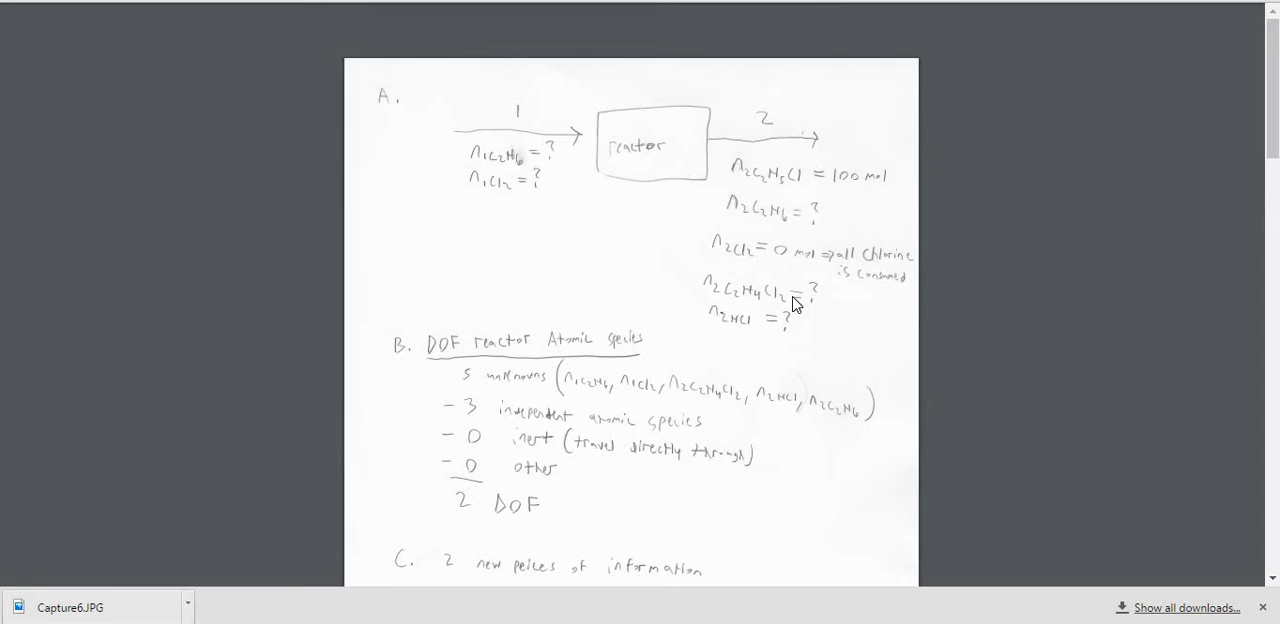 A.
1
2
reactor
n1C2H6 = ?
n1Cl2 = ?
n2C2H5Cl = 100 mol
n2C2H6 = ?
n2Cl2 = 0 mol ⇒ all Chlorine
is consumed
n2C2H4Cl2 = ?
n2HCl = ?
B. DOF reactor Atomic species
5 unknowns (n1C2H6, n1Cl2, n2C2H4Cl2, n2HCl, n2C2H6)
- 3 independent atomic species
- 0 inert (travel directly through)
- 0 other
2 DOF
C. 2 new peices of information
Capture6.JPG
Show all downloads...